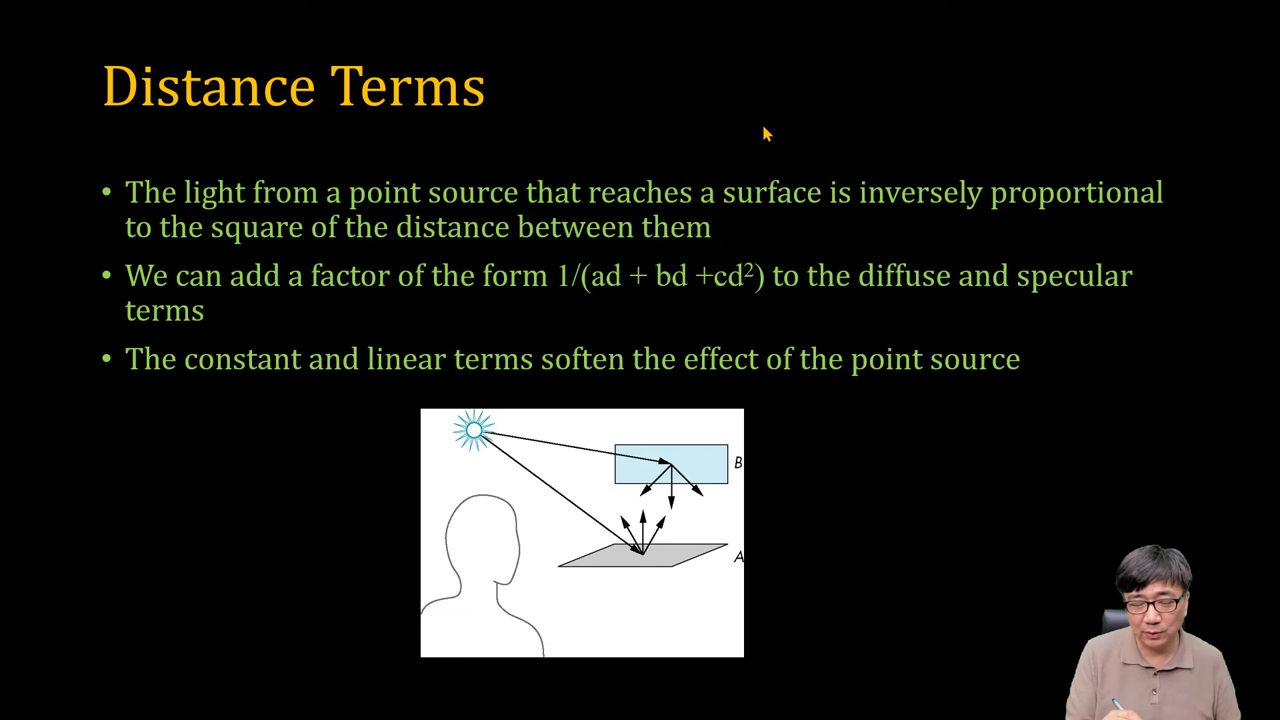 Distance Terms
• The light from a point source that reaches a surface is inversely proportional
to the square of the distance between them
• We can add a factor of the form 1/(ad + bd +cd²) to the diffuse and specular
terms
• The constant and linear terms soften the effect of the point source
B
A